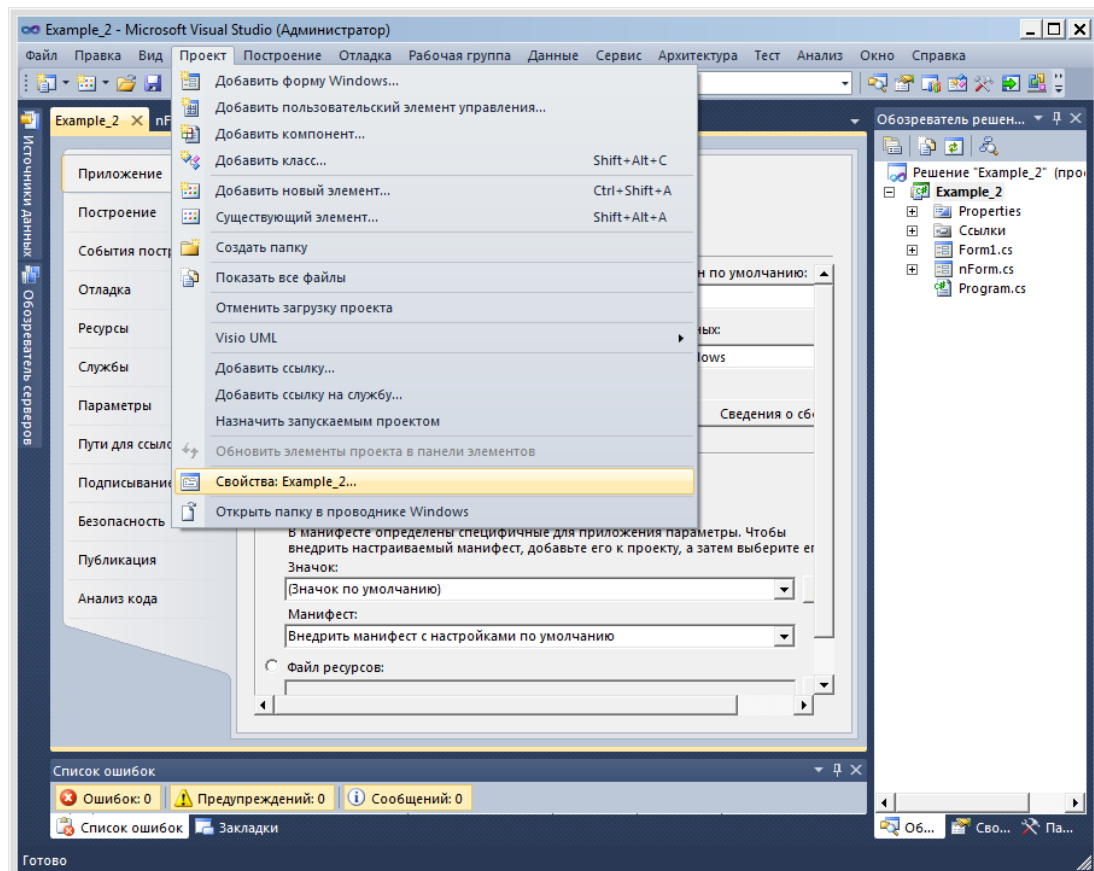 Example_2 - Microsoft Visual Studio (Администратор)
Файл Правка Вид Проект Построение Отладка Рабочая группа Данные Сервис Архитектура Тест Анализ Окно Справка
Добавить форму Windows...
Добавить пользовательский элемент управления...
Добавить компонент...
Добавить класс... Shift+Alt+C
Добавить новый элемент... Ctrl+Shift+A
Существующий элемент... Shift+Alt+A
Создать папку
Показать все файлы
Отменить загрузку проекта
Visio UML
Добавить ссылку...
Добавить ссылку на службу...
Назначить запускаемым проектом
Обновить элементы проекта в панели элементов
Свойства: Example_2...
Открыть папку в проводнике Windows
Источники данных
Обозреватель серверов
Example_2 nF
Приложение
Построение
События постр
Отладка
Ресурсы
Службы
Параметры
Пути для ссыло
Подписывание
Безопасность
Публикация
Анализ кода
н по умолчанию:
ных:
lows
Сведения о сб
В манифесте определены специфичные для приложения параметры. Чтобы
внедрить настраиваемый манифест, добавьте его к проекту, а затем выберите ег
Значок:
(Значок по умолчанию)
Манифест:
Внедрить манифест с настройками по умолчанию
Файл ресурсов:
Обозреватель решен...
Решение "Example_2" (прое
Example_2
Properties
Ссылки
Form1.cs
nForm.cs
Program.cs
Список ошибок
Ошибок: 0 Предупреждений: 0 Сообщений: 0
Список ошибок Закладки
Об... Сво... Па...
Готово